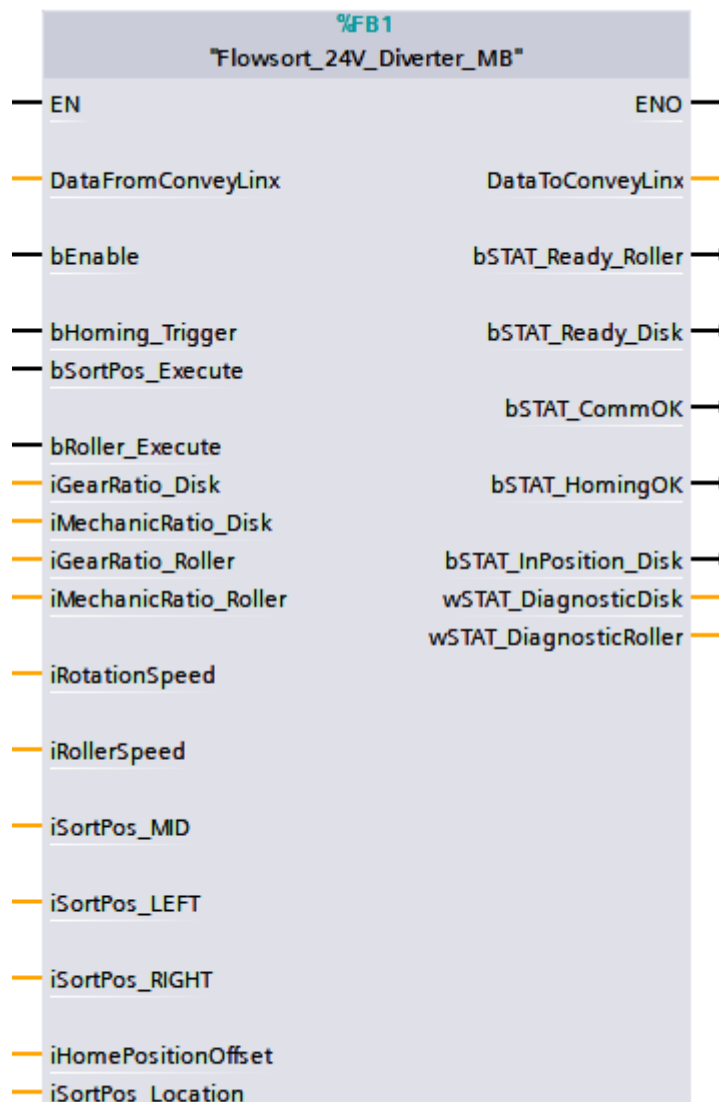 %FB1
"Flowsort_24V_Diverter_MB"
EN
ENO
DataFromConveyLinx
DataToConveyLinx
bEnable
bSTAT_Ready_Roller
bHoming_Trigger
bSTAT_Ready_Disk
bSortPos_Execute
bSTAT_CommOK
bRoller_Execute
iGearRatio_Disk
bSTAT_HomingOK
iMechanicRatio_Disk
iGearRatio_Roller
bSTAT_InPosition_Disk
iMechanicRatio_Roller
wSTAT_DiagnosticDisk
wSTAT_DiagnosticRoller
iRotationSpeed
iRollerSpeed
iSortPos_MID
iSortPos_LEFT
iSortPos_RIGHT
iHomePositionOffset
iSortPos_Location